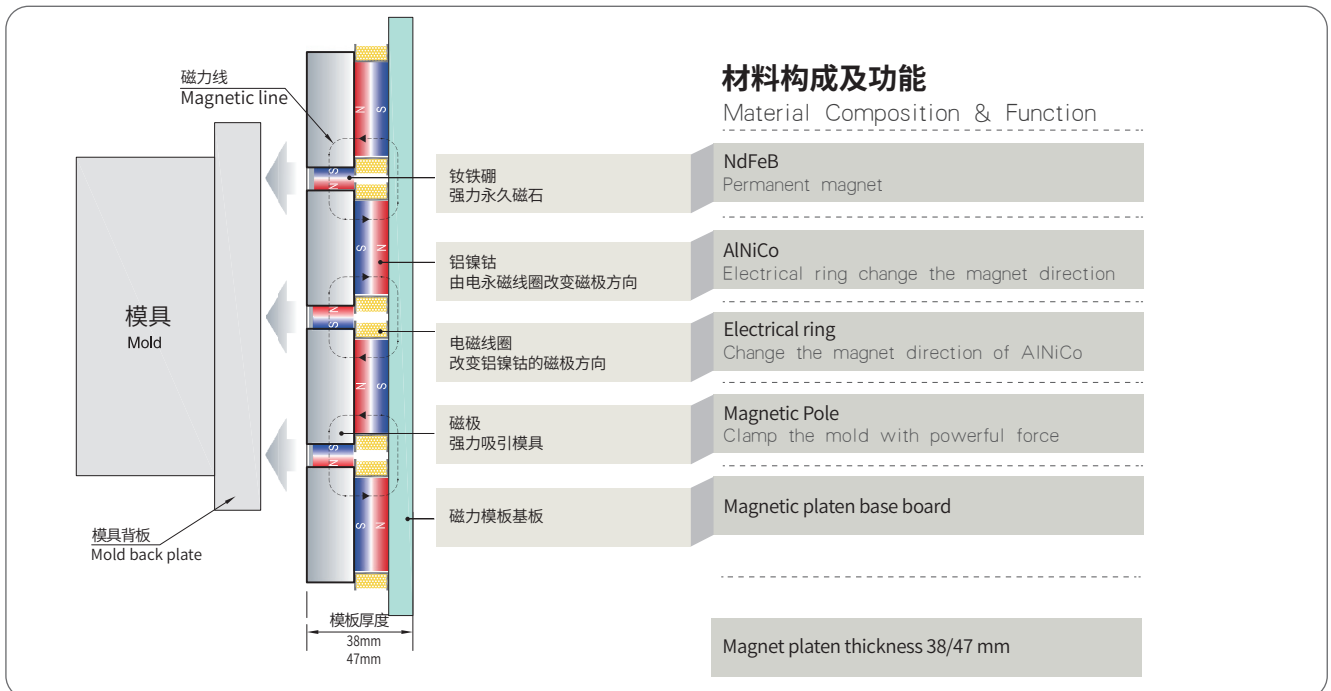 材料构成及功能
Material Composition & Function
磁力线
Magnetic line
模具
Mold
模具背板
Mold back plate
N
S
S
N
S
N
N
S
N
S
S
N
S
N
钕铁硼
强力永久磁石
NdFeB
Permanent magnet
铝镍钴
由电永磁线圈改变磁极方向
AlNiCo
Electrical ring change the magnet direction
电磁线圈
改变铝镍钴的磁极方向
Electrical ring
Change the magnet direction of AlNiCo
磁极
强力吸引模具
Magnetic Pole
Clamp the mold with powerful force
磁力模板基板
Magnetic platen base board
模板厚度
38mm
47mm
Magnet platen thickness 38/47 mm